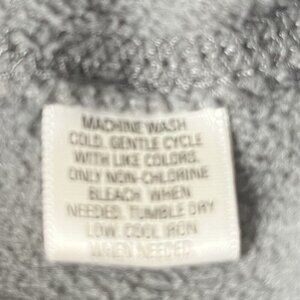 MACHINE WASH
COLD, GENTLE CYCLE
WITH LIKE COLORS.
ONLY NON-CHLORINE
BLEACH WHEN
NEEDED. TUMBLE DRY
LOW. COOL IRON
WHEN NEEDED